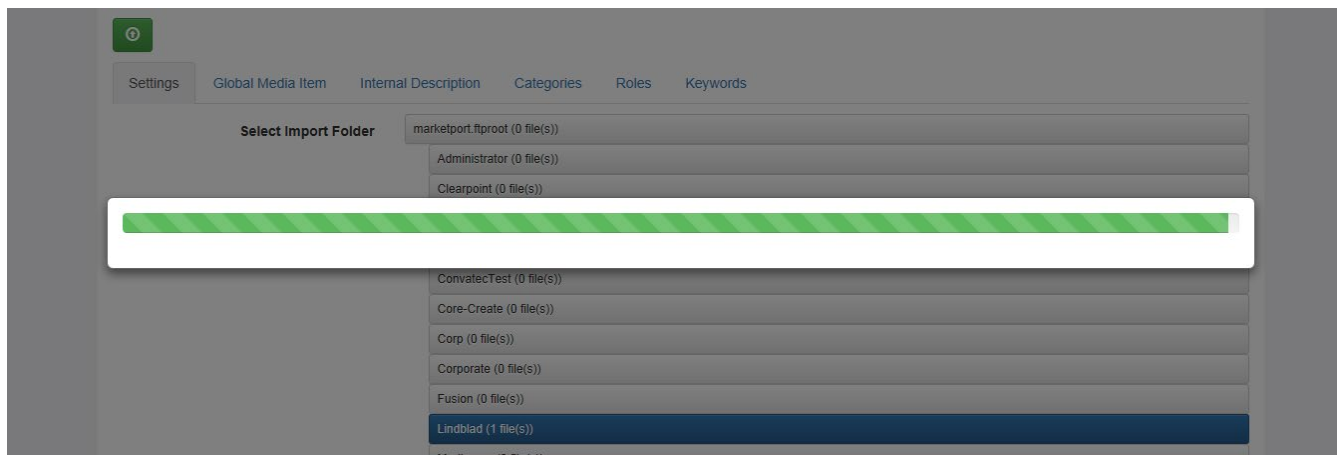 Settings Global Media Item Internal Description Categories Roles Keywords
Select Import Folder marketport.ftproot (0 file(s))
Administrator (0 file(s))
Clearpoint (0 file(s))
ConvatecTest (0 file(s))
Core-Create (0 file(s))
Corp (0 file(s))
Corporate (0 file(s))
Fusion (0 file(s))
Lindblad (1 file(s))